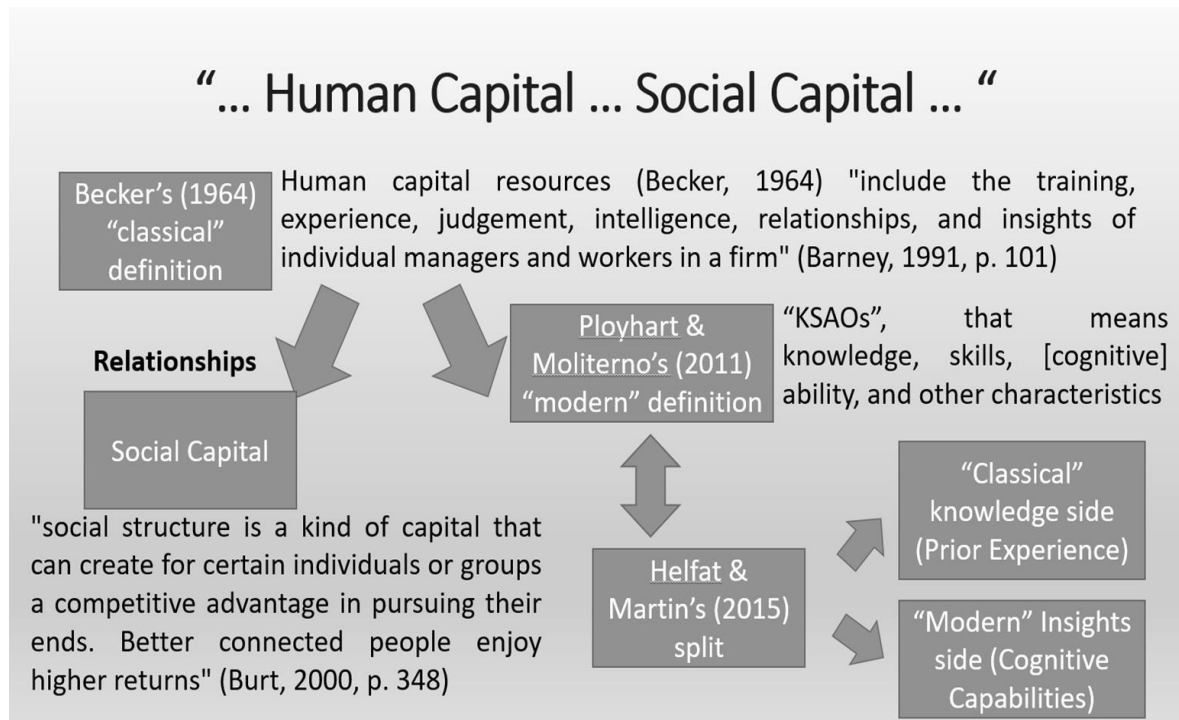 “... Human Capital ... Social Capital ... “
Becker’s (1964)
“classical”
definition
Human capital resources (Becker, 1964) "include the training,
experience, judgement, intelligence, relationships, and insights of
individual managers and workers in a firm" (Barney, 1991, p. 101)
Relationships
Social Capital
Ployhart &
Moliterno’s (2011)
“modern” definition
“KSAOs”, that means
knowledge, skills, [cognitive]
ability, and other characteristics
"social structure is a kind of capital that
can create for certain individuals or groups
a competitive advantage in pursuing their
ends. Better connected people enjoy
higher returns" (Burt, 2000, p. 348)
Helfat &
Martin’s (2015)
split
“Classical”
knowledge side
(Prior Experience)
“Modern” Insights
side (Cognitive
Capabilities)